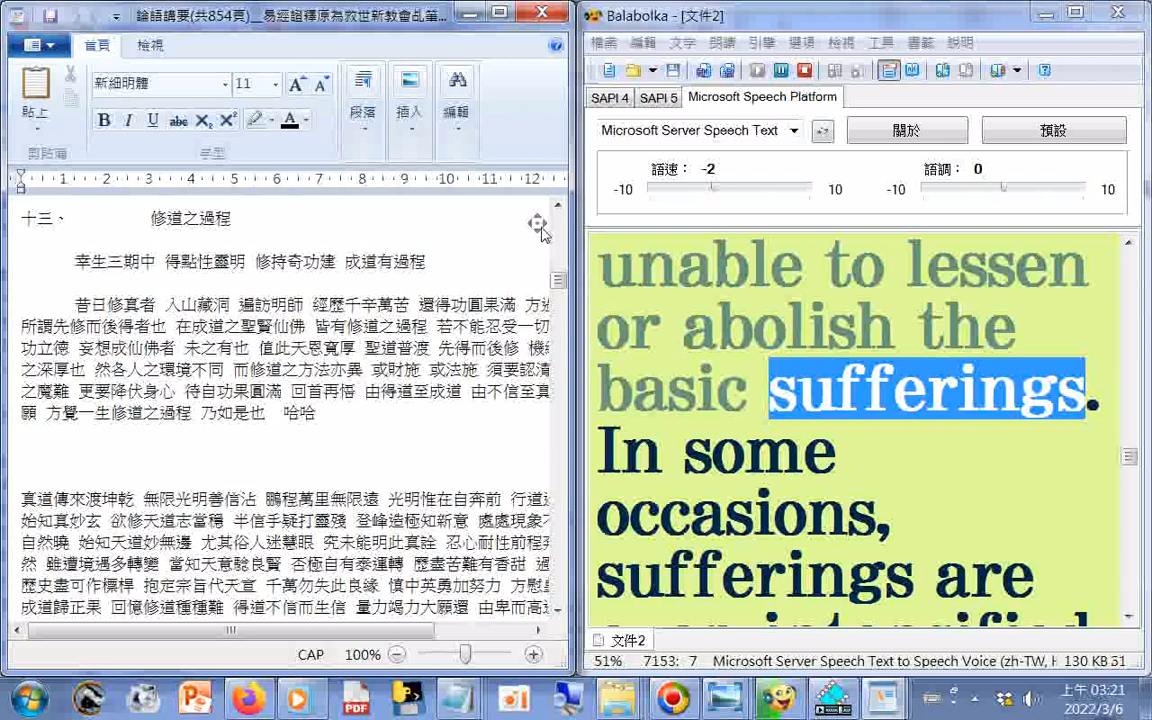 論語講要(共854頁)__易經證釋原為救世新教會乩筆...
首頁 檢視
新細明體 11
貼上
剪貼簿
字型
段落
插入
編輯
1 2 3 4 5 6 7 8 9 10 11 12
十三、 修道之過程
幸生三期中 得點性靈明 修持奇功建 成道有過程
昔日修真者 入山藏洞 遍訪明師 經歷千辛萬苦 還得功圓果滿 方
所謂先修而後得者也 在成道之聖賢仙佛 皆有修道之過程 若不能忍受一切
功立德 妄想成仙佛者 未之有也 值此天恩寬厚 聖道普渡 先得而後修 機
之深厚也 然各人之環境不同 而修道之方法亦異 或財施 或法施 須要認清
之魔難 更要降伏身心 待自功果圓滿 回首再悟 由得道至成道 由不信至真
願 方覺一生修道之過程 乃如是也 哈哈
真道傳來渡坤乾 無限光明善信沾 鵬程萬里無限遠 光明惟在自奔前 行道
始知真妙玄 欲修天道志當穩 半信乎疑打靈殘 登峰造極知新意 處處現象
自然曉 始知天道妙無邊 尤其俗人迷慧眼 究未能明此真詮 忍心耐性前程
然 雖遭境遇多轉變 當知天意騐良賢 否極自有泰運轉 歷盡苦難有香甜
歷史盡可作標桿 抱定宗旨代天宣 千萬勿失此良緣 慎中英勇加努力 方慰
成道歸正果 回憶修道種種難 得道不信而生信 量力竭力大願還 由卑而高
CAP 100%
Balabolka - [文件2]
檔案 編輯 文字 朗讀 引擎 選項 檢視 工具 書籤 說明
SAPI 4 SAPI 5 Microsoft Speech Platform
Microsoft Server Speech Text 關於 預設
語速： -2 語調： 0
-10 10 -10 10
unable to lessen
or abolish the
basic sufferings.
In some
occasions,
sufferings are
文件2
51% 7153: 7 Microsoft Server Speech Text to Speech Voice (zh-TW, H 130 KB
上午 03:21
2022/3/6